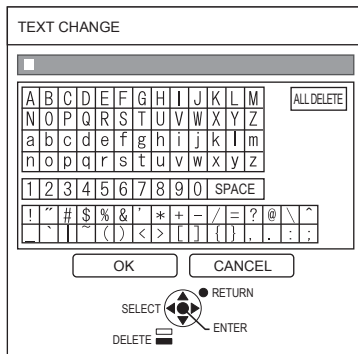 TEXT CHANGE
A B C D E F G H I J K L M ALL DELETE
N O P Q R S T U V W X Y Z
a b c d e f g h i j k l m
n o p q r s t u v w x y z
1 2 3 4 5 6 7 8 9 0 SPACE
! ˝ # $ % & ' * + − / = ? @ \ ^
_ ` | ~ ( ) < > [ ] { } , . : ;
OK CANCEL
RETURN
SELECT
ENTER
DELETE